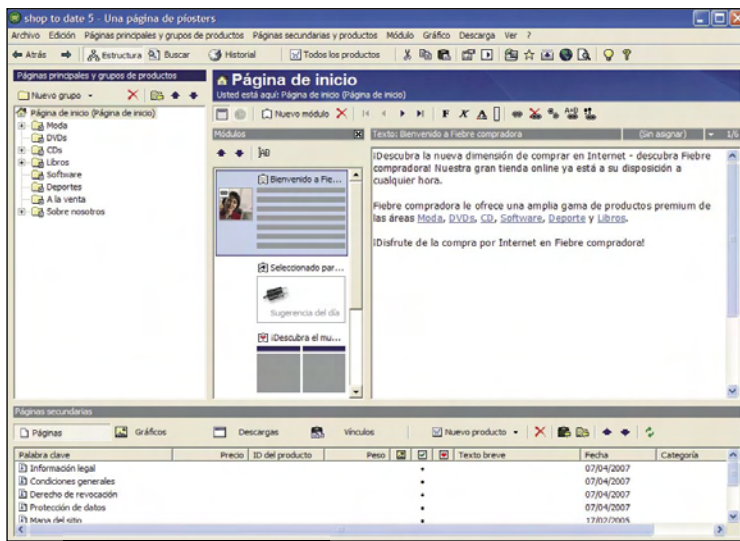 shop to date 5 - Una página de píosters
Archivo Edición Páginas principales y grupos de productos Páginas secundarias y productos Módulo Gráfico Descarga Ver ?
Atrás Estructura Buscar Historial Todos los productos
Páginas principales y grupos de productos
Nuevo grupo
Página de inicio (Página de inicio)
Moda
DVDs
CDs
Libros
Software
Deportes
A la venta
Sobre nosotros
Página de inicio
Usted está aquí: Página de inicio (Página de inicio)
Nuevo módulo F X A
Módulos
Bienvenido a Fie...
Seleccionado par...
Sugerencia del día
¡Descubra el mu...
Texto: Bienvenido a Fiebre compradora (Sin asignar) 1/6
¡Descubra la nueva dimensión de comprar en Internet - descubra Fiebre
compradora! Nuestra gran tienda online ya está a su disposición a
cualquier hora.
Fiebre compradora le ofrece una amplia gama de productos premium de
las áreas Moda, DVDs, CD, Software, Deporte y Libros.
¡Disfrute de la compra por Internet en Fiebre compradora!
Páginas secundarias
Páginas Gráficos Descargas Vínculos Nuevo producto
Palabra clave Precio ID del producto Peso Texto breve Fecha Categoría
Información legal 07/04/2007
Condiciones generales 07/04/2007
Derecho de revocación 07/04/2007
Protección de datos 07/04/2007
Mapa del sitio 17/02/2005